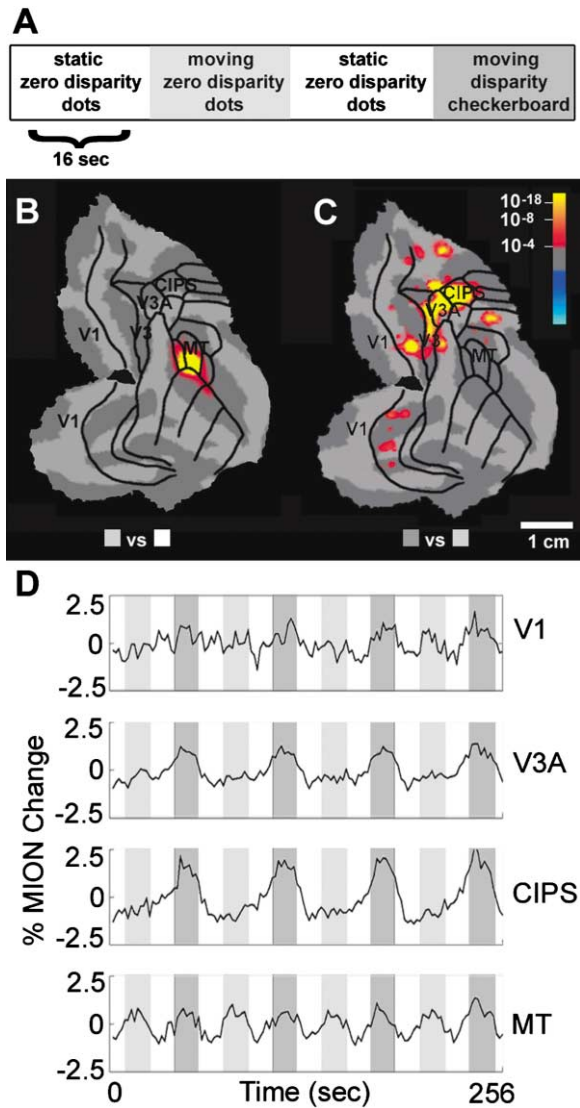 A
static zero disparity dots
moving zero disparity dots
static zero disparity dots
moving disparity checkerboard
16 sec
B
V1
V3A
CIPS
V3
MT
V1
vs
C
10-18
10-8
10-4
CIPS
V3A
V1
V3
MT
V1
vs
1 cm
D
% MION Change
2.5
0
-2.5
V1
2.5
0
-2.5
V3A
2.5
0
-2.5
CIPS
2.5
0
-2.5
MT
0
Time (sec)
256